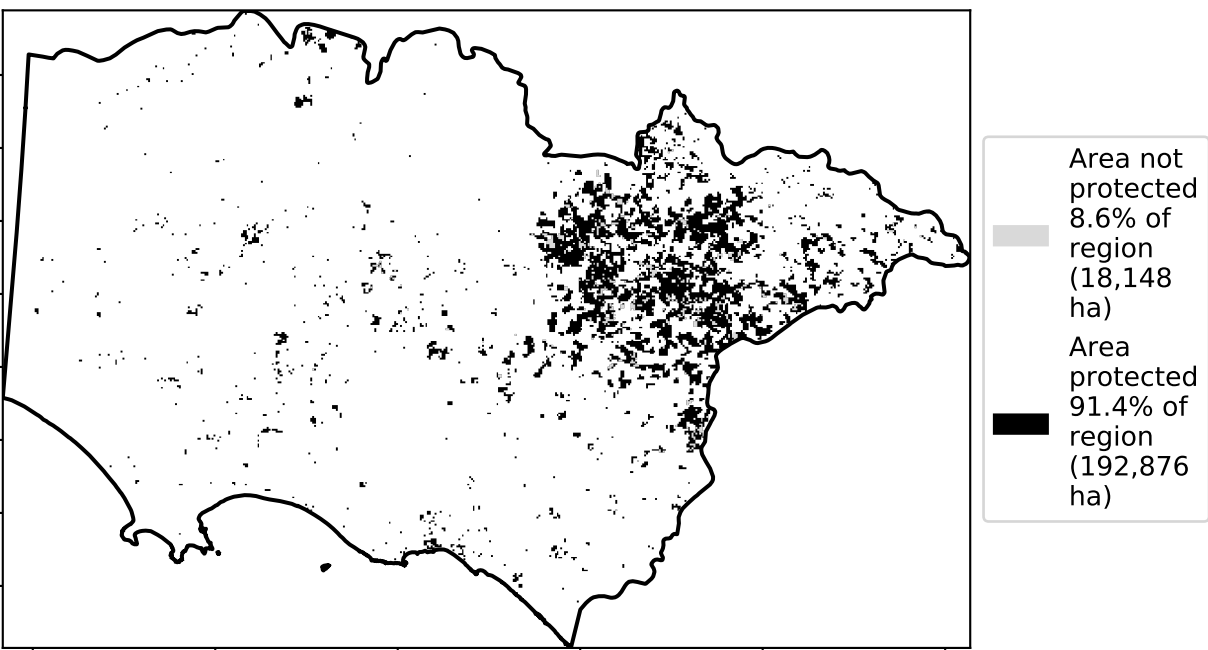 Area not
protected
8.6% of
region
(18,148
ha)
Area
protected
91.4% of
region
(192,876
ha)